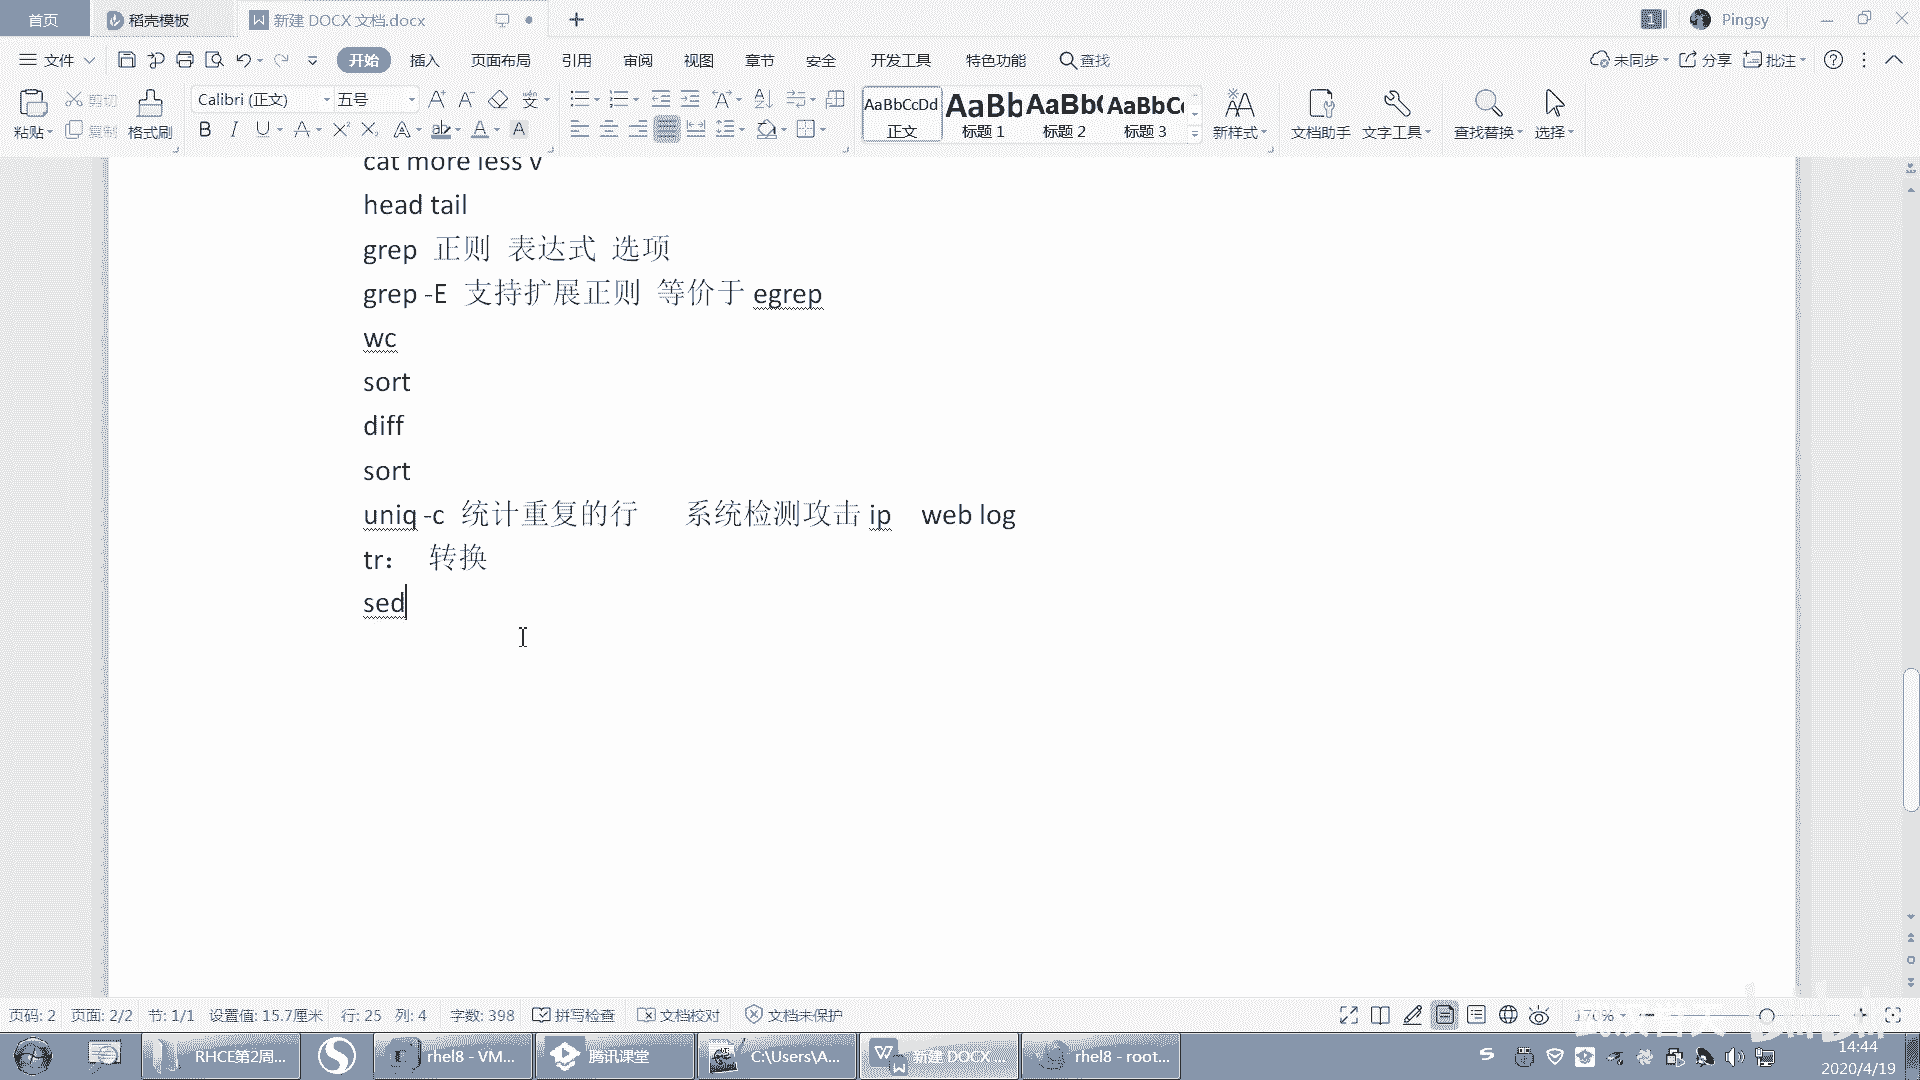 首页 稻壳模板 新建 DOCX 文档.docx Pingsy
文件 开始 插入 页面布局 引用 审阅 视图 章节 安全 开发工具 特色功能 查找 未同步 分享 批注
粘贴 剪切 复制 格式刷 Calibri (正文) 五号
AaBbCcDd AaBb AaBb( AaBbC
正文 标题 1 标题 2 标题 3 新样式 文档助手 文字工具 查找替换 选择
cat more less v
head tail
grep 正则 表达式 选项
grep -E 支持扩展正则 等价于 egrep
wc
sort
diff
sort
uniq -c 统计重复的行 系统检测攻击 ip web log
tr： 转换
sed
页码: 2 页面: 2/2 节: 1/1 设置值: 15.7厘米 行: 25 列: 4 字数: 398 拼写检查 文档校对 文档未保护 170%
RHCE第2周... rhel8 - VM... 腾讯课堂 C:\Users\A... 新建 DOCX ... rhel8 - root...
14:44
2020/4/19
bilibili